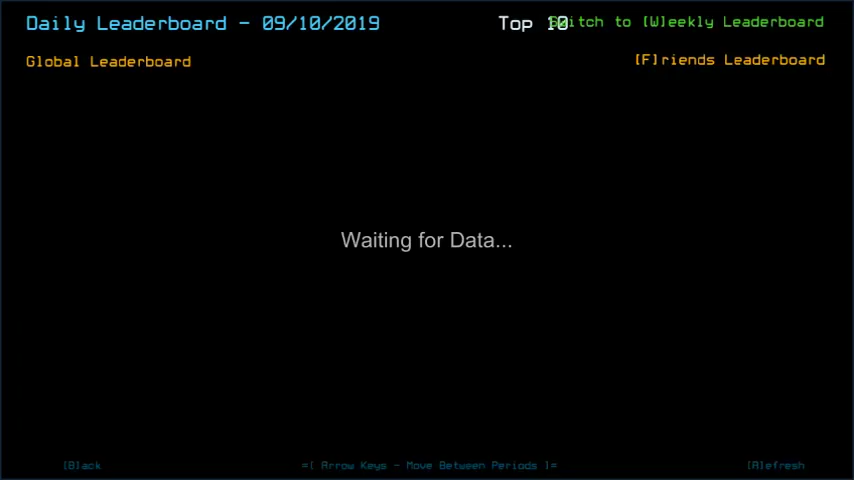 Daily Leaderboard - 09/10/2019
Top 10
Switch to [W]eekly Leaderboard
Global Leaderboard
[F]riends Leaderboard
Waiting for Data...
[B]ack
=[ Arrow Keys - Move Between Periods ]=
[R]efresh